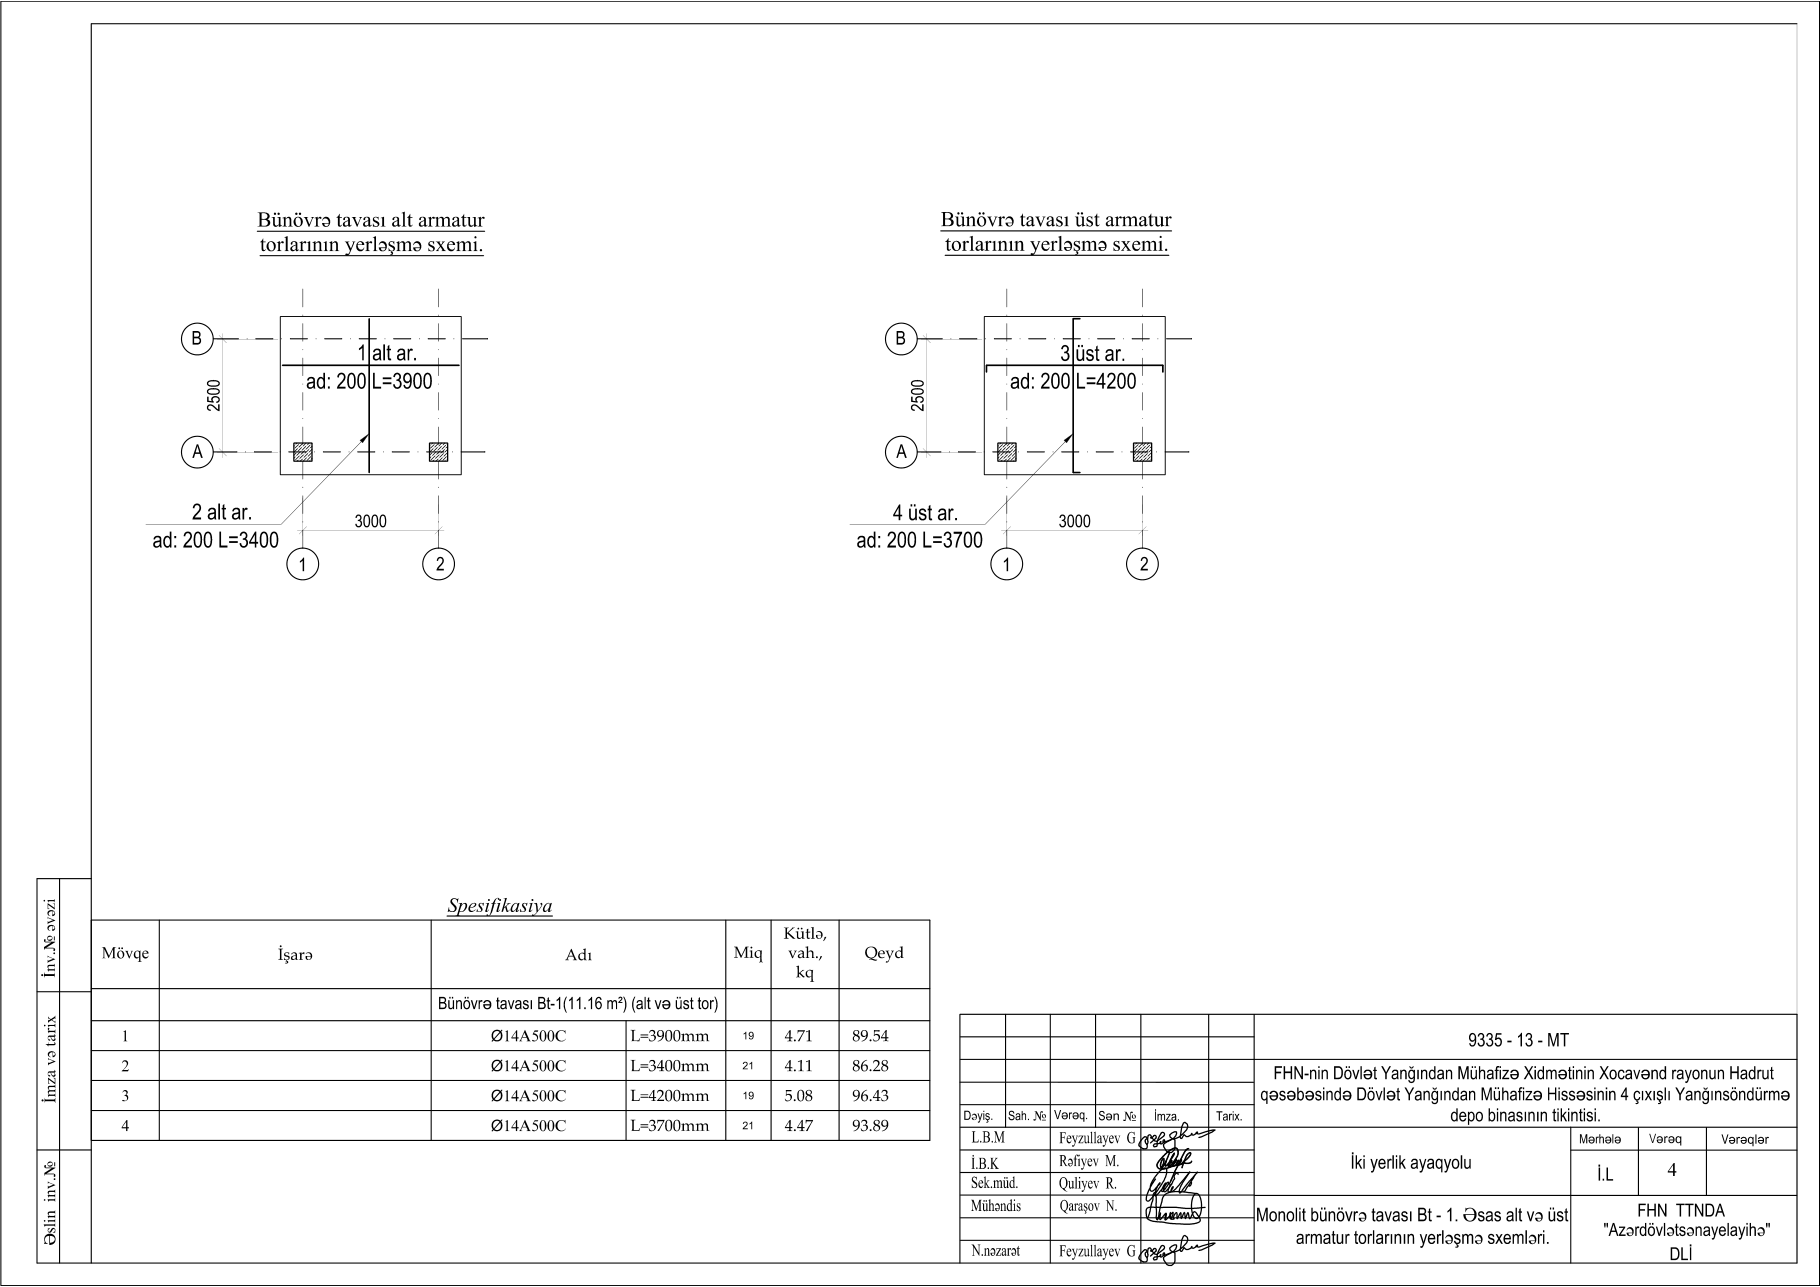 Bünövrə tavası alt armatur
torlarının yerləşmə sxemi.
B
1 alt ar.
ad: 200 L=3900
2500
A
2 alt ar.
ad: 200 L=3400
3000
1
2
Bünövrə tavası üst armatur
torlarının yerləşmə sxemi.
B
3 üst ar.
ad: 200 L=4200
2500
A
4 üst ar.
ad: 200 L=3700
3000
1
2
İnv.№ əvəzi
İmza və tarix
Əslin inv.№
Spesifikasiya
Mövqe İşarə Adı Miq Kütlə, vah., kq Qeyd
Bünövrə tavası Bt-1(11.16 m²) (alt və üst tor)
1 Ø14A500C L=3900mm 19 4.71 89.54
2 Ø14A500C L=3400mm 21 4.11 86.28
3 Ø14A500C L=4200mm 19 5.08 96.43
4 Ø14A500C L=3700mm 21 4.47 93.89
9335 - 13 - MT
FHN-nin Dövlət Yanğından Mühafizə Xidmətinin Xocavənd rayonun Hadrut
qəsəbəsində Dövlət Yanğından Mühafizə Hissəsinin 4 çıxışlı Yanğınsöndürmə
depo binasının tikintisi.
Dəyiş. Sah. № Vərəq. Sən № İmza. Tarix.
L.B.M Feyzullayev G
İ.B.K Rəfiyev M.
Sek.müd. Quliyev R.
Mühəndis Qaraşov N.
N.nəzarət Feyzullayev G
İki yerlik ayaqyolu
Mərhələ Vərəq Vərəqlər
İ.L 4
Monolit bünövrə tavası Bt - 1. Əsas alt və üst
armatur torlarının yerləşmə sxemləri.
FHN TTNDA
"Azərdövlətsənayelayihə"
DLİ